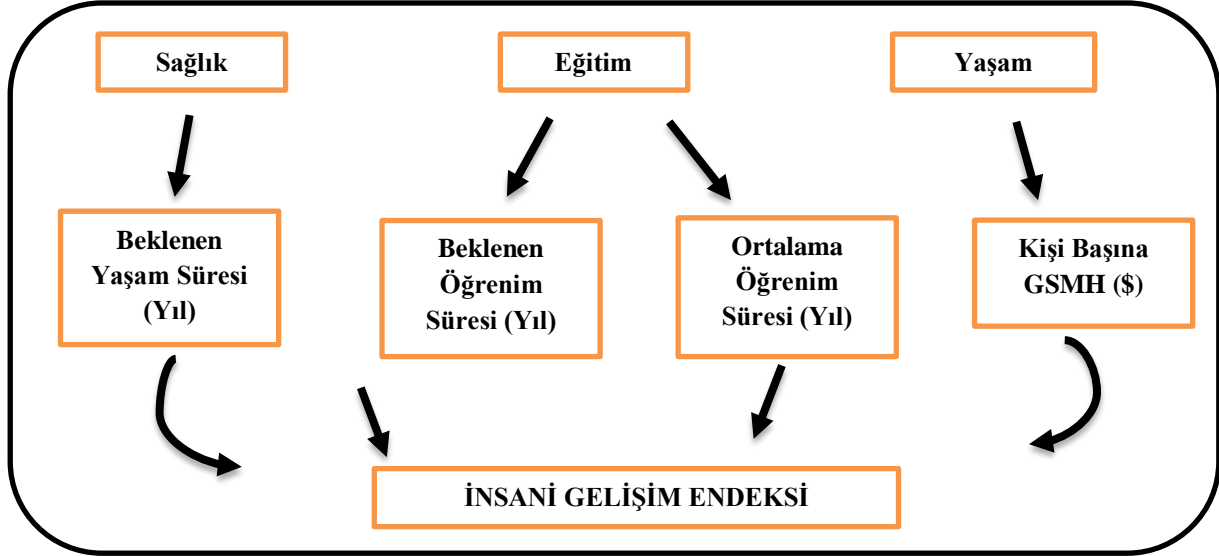 Sağlık
Eğitim
Yaşam
Beklenen
Yaşam Süresi
(Yıl)
Beklenen
Öğrenim
Süresi (Yıl)
Ortalama
Öğrenim
Süresi (Yıl)
Kişi Başına
GSMH ($)
İNSANİ GELİŞİM ENDEKSİ